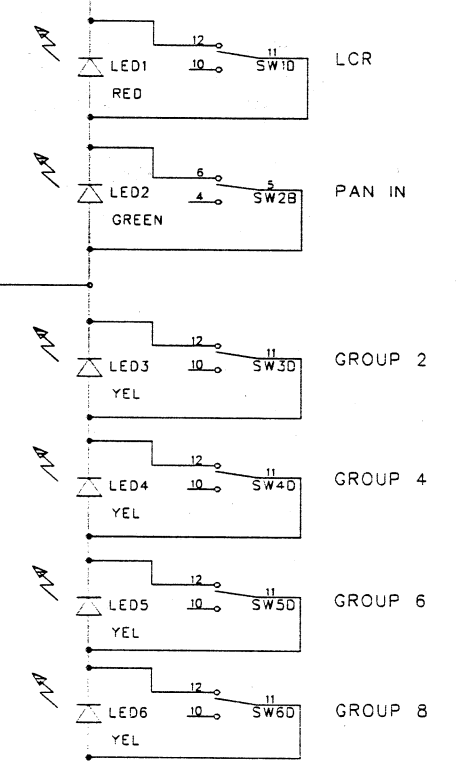 12
11
LCR
LED1
10
SW1D
RED
6
5
PAN IN
LED2
4
SW2B
GREEN
12
11
GROUP 2
LED3
10
SW3D
YEL
12
11
GROUP 4
LED4
10
SW4D
YEL
12
11
GROUP 6
LED5
10
SW5D
YEL
12
11
GROUP 8
LED6
10
SW6D
YEL